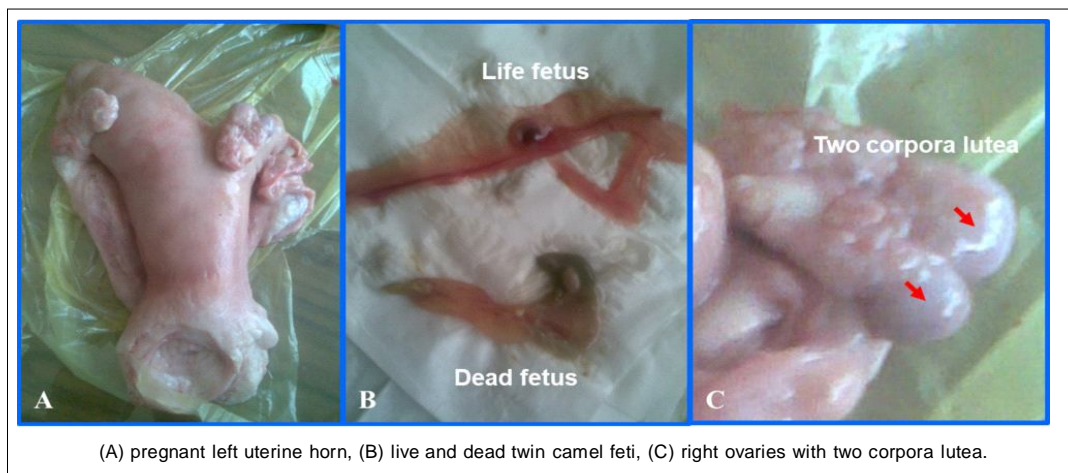 Life fetus
Dead fetus
Two corpora lutea
A
B
C
(A) pregnant left uterine horn, (B) live and dead twin camel feti, (C) right ovaries with two corpora lutea.